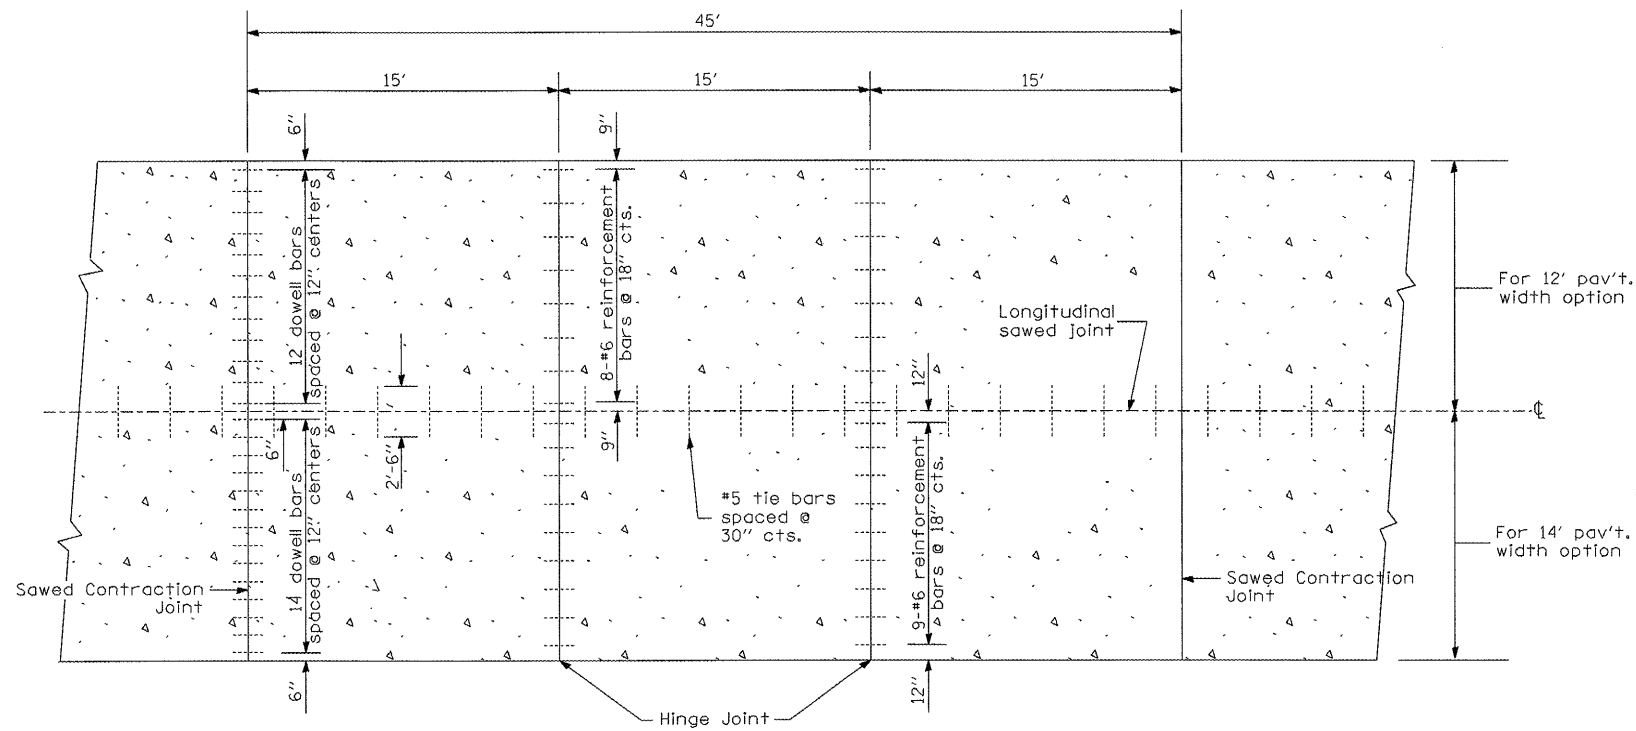 45'
15'
15'
15'
6"
9"
12' dowell bars
spaced @ 12" centers
8-#6 reinforcement
bars @ 18" cts.
For 12' pav't.
width option
Longitudinal
sawed joint
12"
℄
6"
2'-6"
9"
14 dowell bars
spaced @ 12" centers
#5 tie bars
spaced @
30" cts.
9-#6 reinforcement
bars @ 18" cts.
For 14' pav't.
width option
Sawed Contraction
Joint
Sawed Contraction
Joint
6"
12"
Hinge Joint